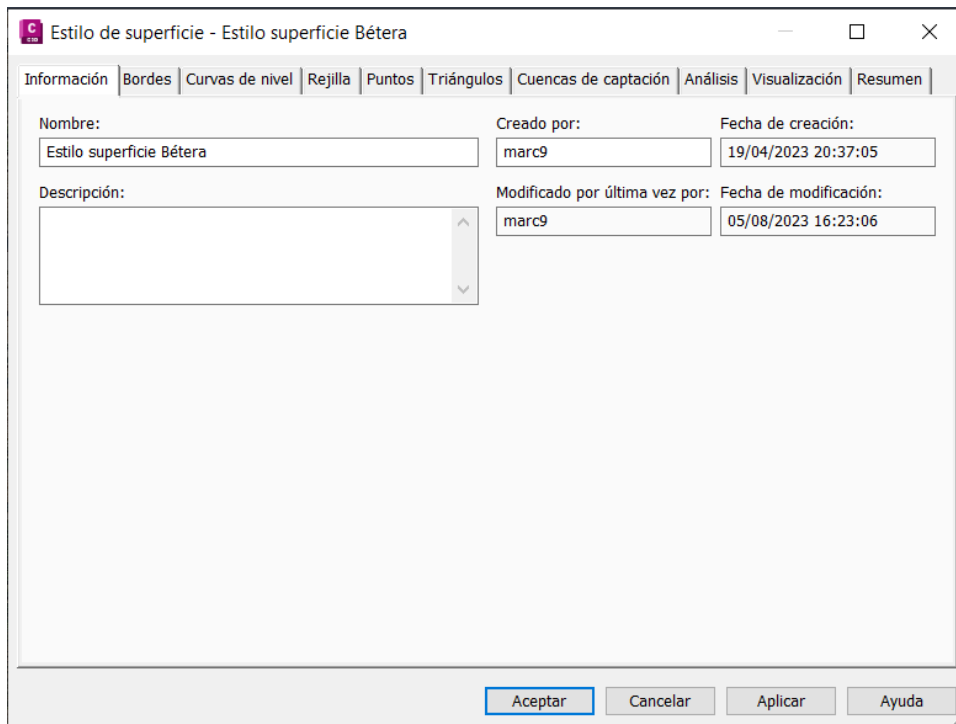 C
C3D
Estilo de superficie - Estilo superficie Bétera
Información Bordes Curvas de nivel Rejilla Puntos Triángulos Cuencas de captación Análisis Visualización Resumen
Nombre: Creado por: Fecha de creación:
Estilo superficie Bétera marc9 19/04/2023 20:37:05
Descripción: Modificado por última vez por: Fecha de modificación:
marc9 05/08/2023 16:23:06
Aceptar Cancelar Aplicar Ayuda